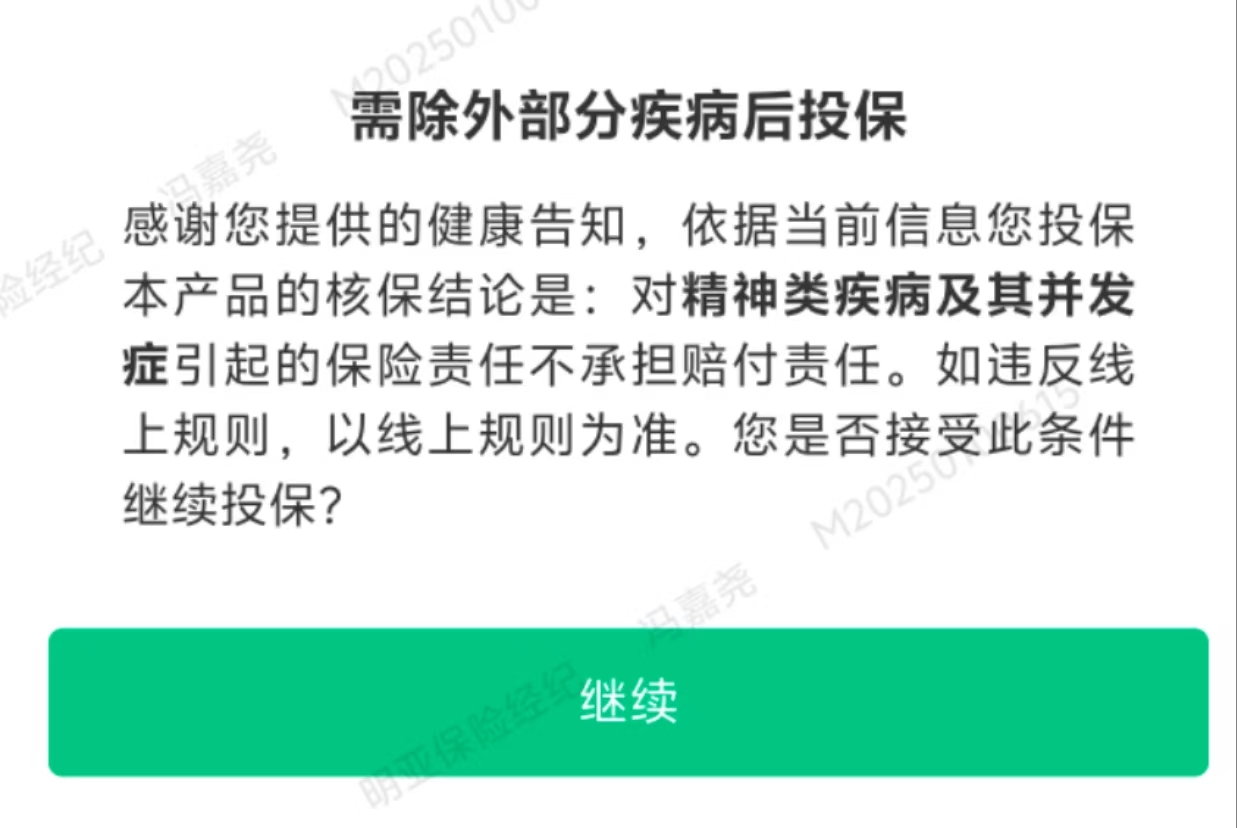 M20250106
需除外部分疾病后投保
冯嘉尧
感谢您提供的健康告知，依据当前信息您投保
险经纪
本产品的核保结论是：对精神类疾病及其并发
症引起的保险责任不承担赔付责任。如违反线
上规则，以线上规则为准。您是否接受此条件
继续投保？
冯嘉尧
继续
明亚保险经纪